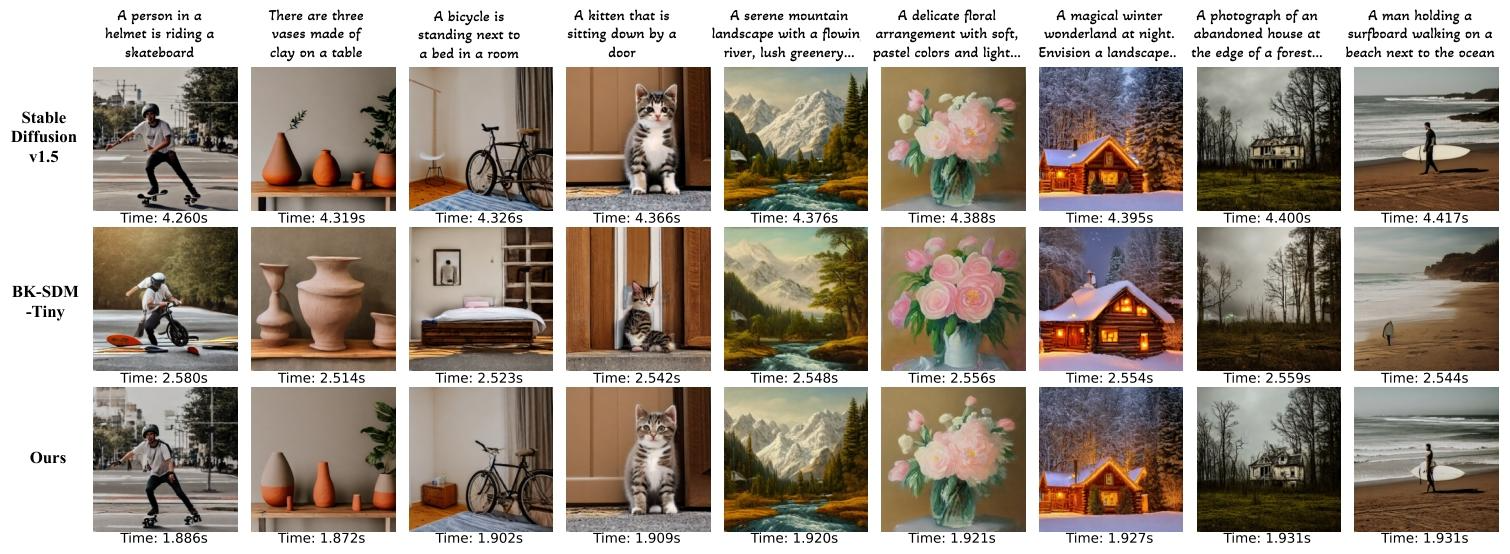 A person in a
helmet is riding a
skateboard
There are three
vases made of
clay on a table
A bicycle is
standing next to
a bed in a room
A kitten that is
sitting down by a
door
A serene mountain
landscape with a flowin
river, lush greenery...
A delicate floral
arrangement with soft,
pastel colors and light...
A magical winter
wonderland at night.
Envision a landscape..
A photograph of an
abandoned house at
the edge of a forest...
A man holding a
surfboard walking on a
beach next to the ocean
Stable
Diffusion
v1.5
Time: 4.260s
Time: 4.319s
Time: 4.326s
Time: 4.366s
Time: 4.376s
Time: 4.388s
Time: 4.395s
Time: 4.400s
Time: 4.417s
BK-SDM
-Tiny
Time: 2.580s
Time: 2.514s
Time: 2.523s
Time: 2.542s
Time: 2.548s
Time: 2.556s
Time: 2.554s
Time: 2.559s
Time: 2.544s
Ours
Time: 1.886s
Time: 1.872s
Time: 1.902s
Time: 1.909s
Time: 1.920s
Time: 1.921s
Time: 1.927s
Time: 1.931s
Time: 1.931s